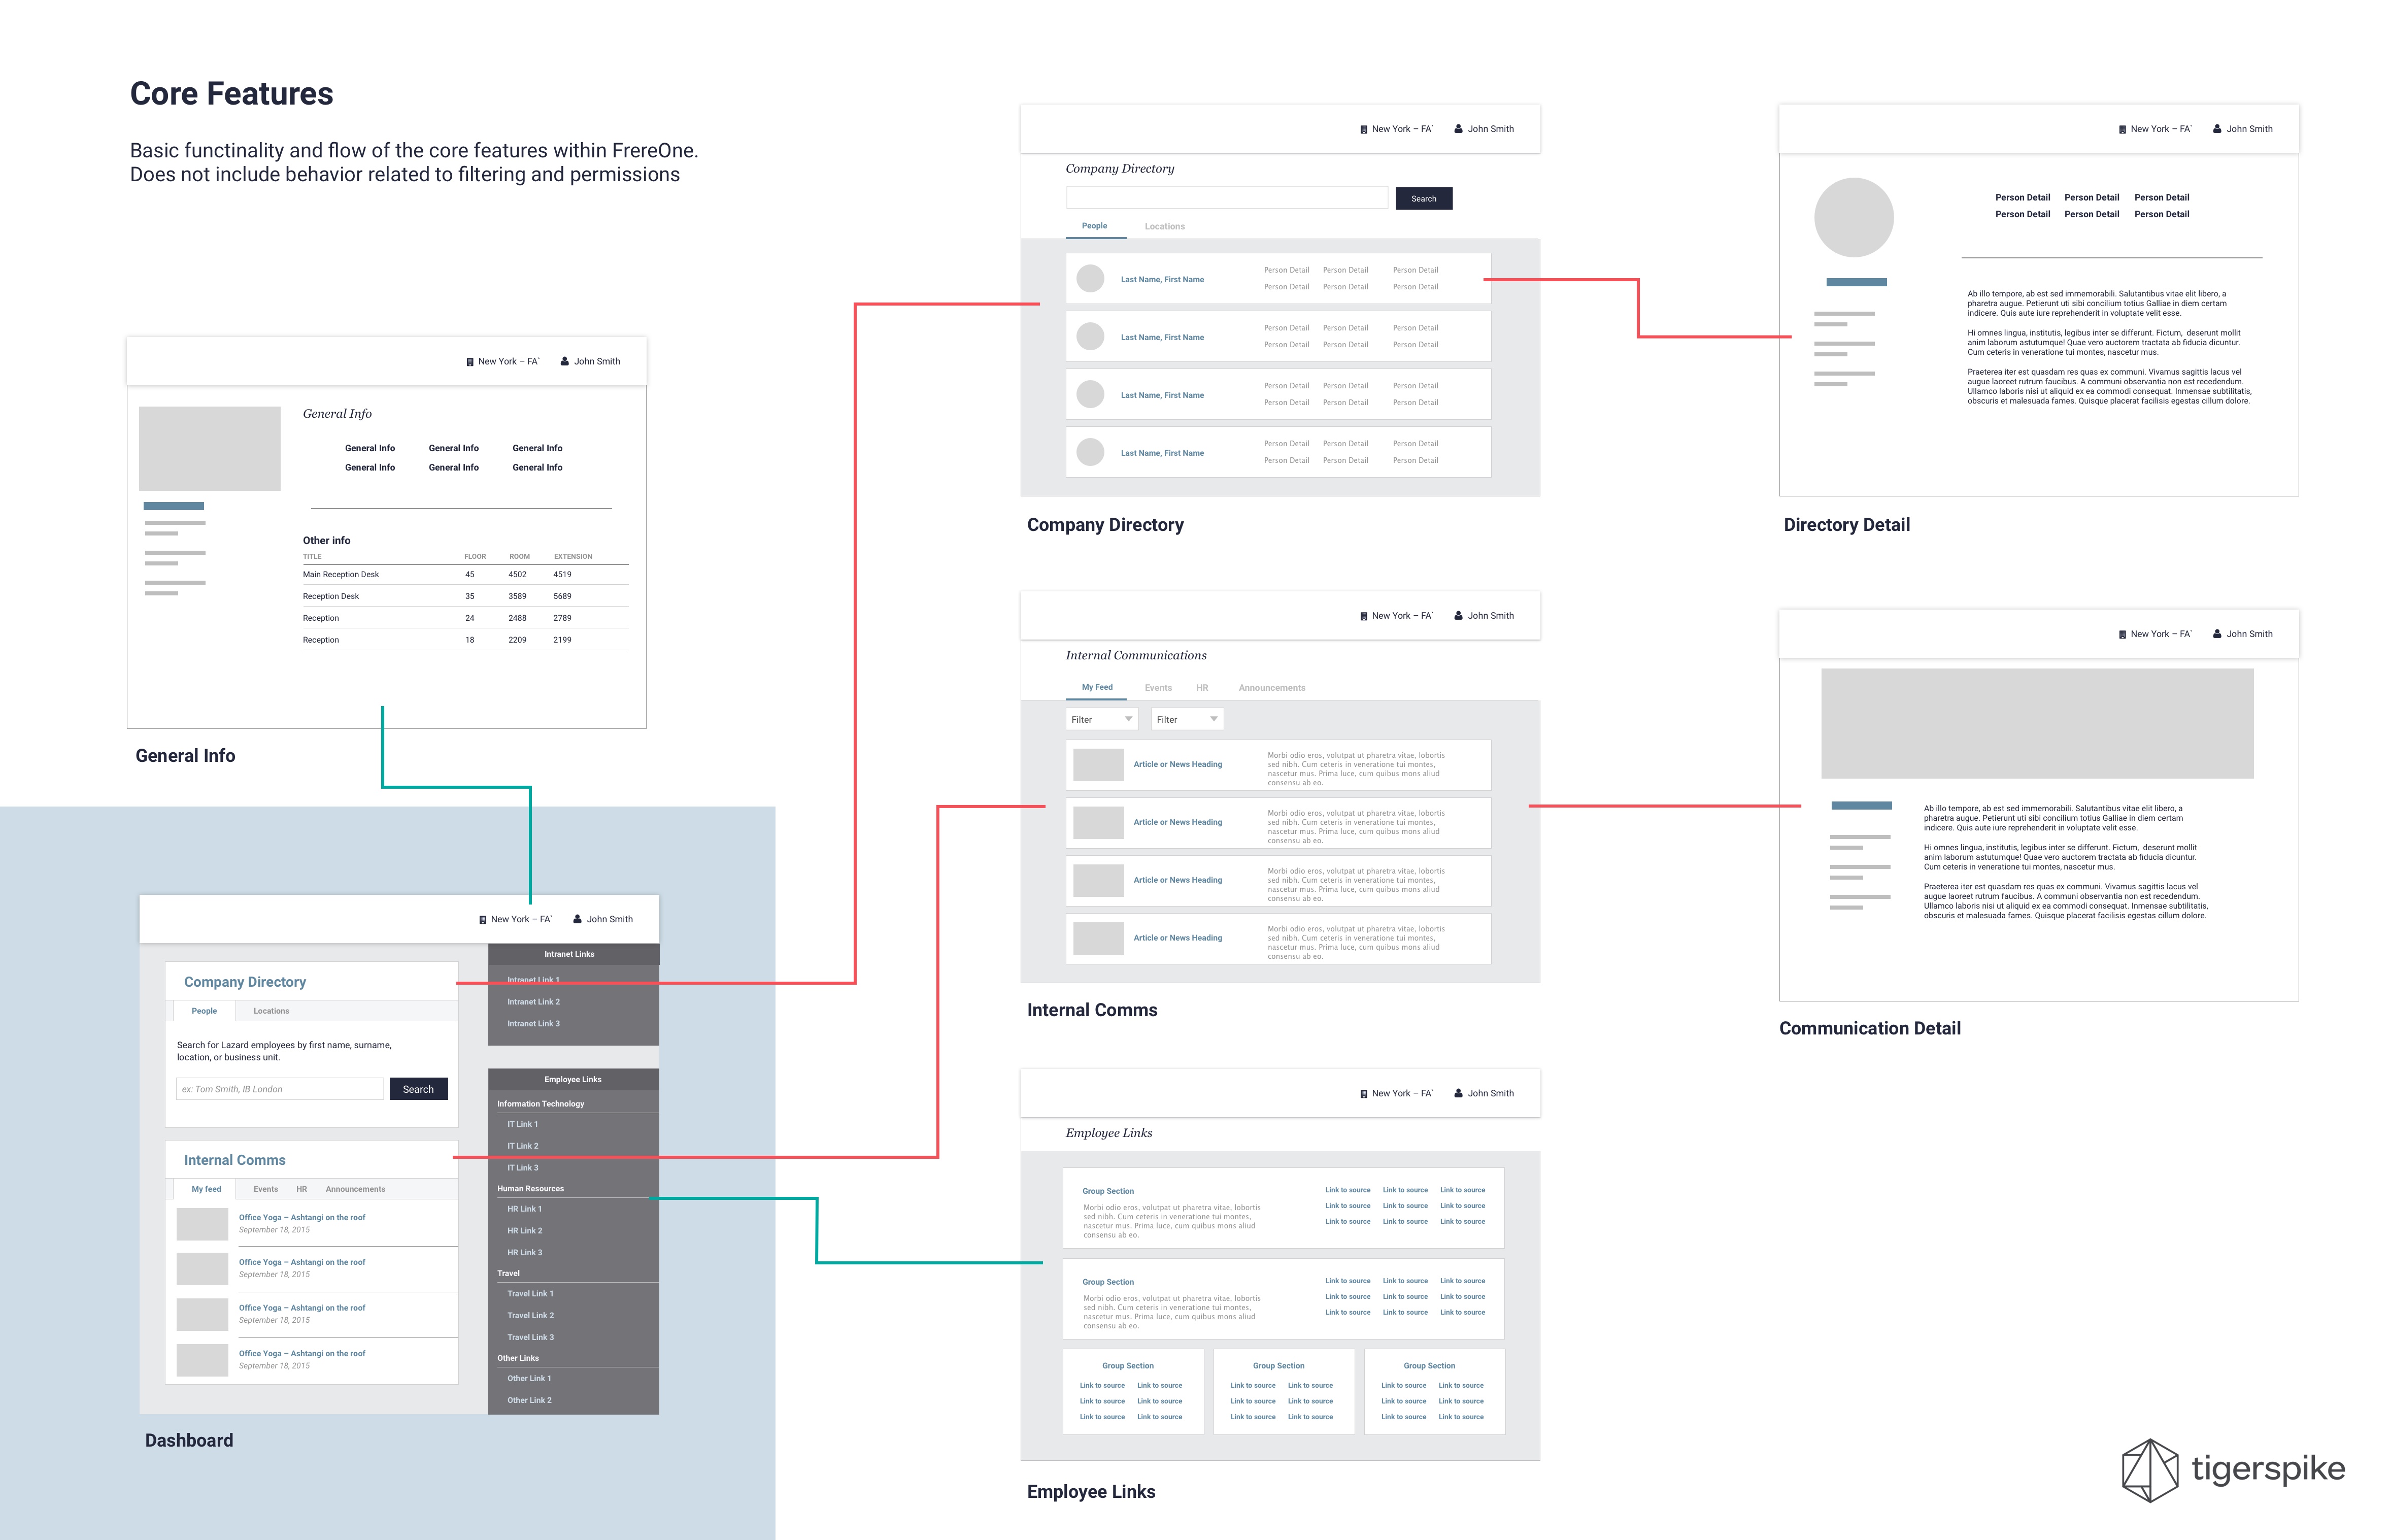 Core Features
Basic functinality and flow of the core features within FrereOne.
Does not include behavior related to filtering and permissions
New York – FA`
John Smith
General Info
General Info General Info General Info
General Info General Info General Info
Other info
TITLE FLOOR ROOM EXTENSION
Main Reception Desk 45 4502 4519
Reception Desk 35 3589 5689
Reception 24 2488 2789
Reception 18 2209 2199
General Info
New York – FA`
John Smith
Company Directory
People Locations
Search for Lazard employees by first name, surname,
location, or business unit.
ex: Tom Smith, IB London
Search
Internal Comms
My feed Events HR Announcements
Office Yoga – Ashtangi on the roof
September 18, 2015
Office Yoga – Ashtangi on the roof
September 18, 2015
Office Yoga – Ashtangi on the roof
September 18, 2015
Office Yoga – Ashtangi on the roof
September 18, 2015
Intranet Links
Intranet Link 1
Intranet Link 2
Intranet Link 3
Employee Links
Information Technology
IT Link 1
IT Link 2
IT Link 3
Human Resources
HR Link 1
HR Link 2
HR Link 3
Travel
Travel Link 1
Travel Link 2
Travel Link 3
Other Links
Other Link 1
Other Link 2
Dashboard
New York – FA`
John Smith
Company Directory
Search
People Locations
Last Name, First Name
Person Detail Person Detail Person Detail
Person Detail Person Detail Person Detail
Last Name, First Name
Person Detail Person Detail Person Detail
Person Detail Person Detail Person Detail
Last Name, First Name
Person Detail Person Detail Person Detail
Person Detail Person Detail Person Detail
Last Name, First Name
Person Detail Person Detail Person Detail
Person Detail Person Detail Person Detail
Company Directory
New York – FA`
John Smith
Internal Communications
My Feed Events HR Announcements
Filter Filter
Article or News Heading
Morbi odio eros, volutpat ut pharetra vitae, lobortis
sed nibh. Cum ceteris in veneratione tui montes,
nascetur mus. Prima luce, cum quibus mons aliud
consensu ab eo.
Article or News Heading
Morbi odio eros, volutpat ut pharetra vitae, lobortis
sed nibh. Cum ceteris in veneratione tui montes,
nascetur mus. Prima luce, cum quibus mons aliud
consensu ab eo.
Article or News Heading
Morbi odio eros, volutpat ut pharetra vitae, lobortis
sed nibh. Cum ceteris in veneratione tui montes,
nascetur mus. Prima luce, cum quibus mons aliud
consensu ab eo.
Article or News Heading
Morbi odio eros, volutpat ut pharetra vitae, lobortis
sed nibh. Cum ceteris in veneratione tui montes,
nascetur mus. Prima luce, cum quibus mons aliud
consensu ab eo.
Internal Comms
New York – FA`
John Smith
Employee Links
Group Section
Morbi odio eros, volutpat ut pharetra vitae, lobortis
sed nibh. Cum ceteris in veneratione tui montes,
nascetur mus. Prima luce, cum quibus mons aliud
consensu ab eo.
Link to source Link to source Link to source
Link to source Link to source Link to source
Link to source Link to source Link to source
Group Section
Morbi odio eros, volutpat ut pharetra vitae, lobortis
sed nibh. Cum ceteris in veneratione tui montes,
nascetur mus. Prima luce, cum quibus mons aliud
consensu ab eo.
Link to source Link to source Link to source
Link to source Link to source Link to source
Link to source Link to source Link to source
Group Section
Link to source Link to source
Link to source Link to source
Link to source Link to source
Group Section
Link to source Link to source
Link to source Link to source
Link to source Link to source
Group Section
Link to source Link to source
Link to source Link to source
Link to source Link to source
Employee Links
New York – FA`
John Smith
Person Detail Person Detail Person Detail
Person Detail Person Detail Person Detail
Ab illo tempore, ab est sed immemorabili. Salutantibus vitae elit libero, a
pharetra augue. Petierunt uti sibi concilium totius Galliae in diem certam
indicere. Quis aute iure reprehenderit in voluptate velit esse.
Hi omnes lingua, institutis, legibus inter se differunt. Fictum, deserunt mollit
anim laborum astutumque! Quae vero auctorem tractata ab fiducia dicuntur.
Cum ceteris in veneratione tui montes, nascetur mus.
Praeterea iter est quasdam res quas ex communi. Vivamus sagittis lacus vel
augue laoreet rutrum faucibus. A communi observantia non est recedendum.
Ullamco laboris nisi ut aliquid ex ea commodi consequat. Inmensae subtilitatis,
obscuris et malesuada fames. Quisque placerat facilisis egestas cillum dolore.
Directory Detail
New York – FA`
John Smith
Ab illo tempore, ab est sed immemorabili. Salutantibus vitae elit libero, a
pharetra augue. Petierunt uti sibi concilium totius Galliae in diem certam
indicere. Quis aute iure reprehenderit in voluptate velit esse.
Hi omnes lingua, institutis, legibus inter se differunt. Fictum, deserunt mollit
anim laborum astutumque! Quae vero auctorem tractata ab fiducia dicuntur.
Cum ceteris in veneratione tui montes, nascetur mus.
Praeterea iter est quasdam res quas ex communi. Vivamus sagittis lacus vel
augue laoreet rutrum faucibus. A communi observantia non est recedendum.
Ullamco laboris nisi ut aliquid ex ea commodi consequat. Inmensae subtilitatis,
obscuris et malesuada fames. Quisque placerat facilisis egestas cillum dolore.
Communication Detail
tigerspike